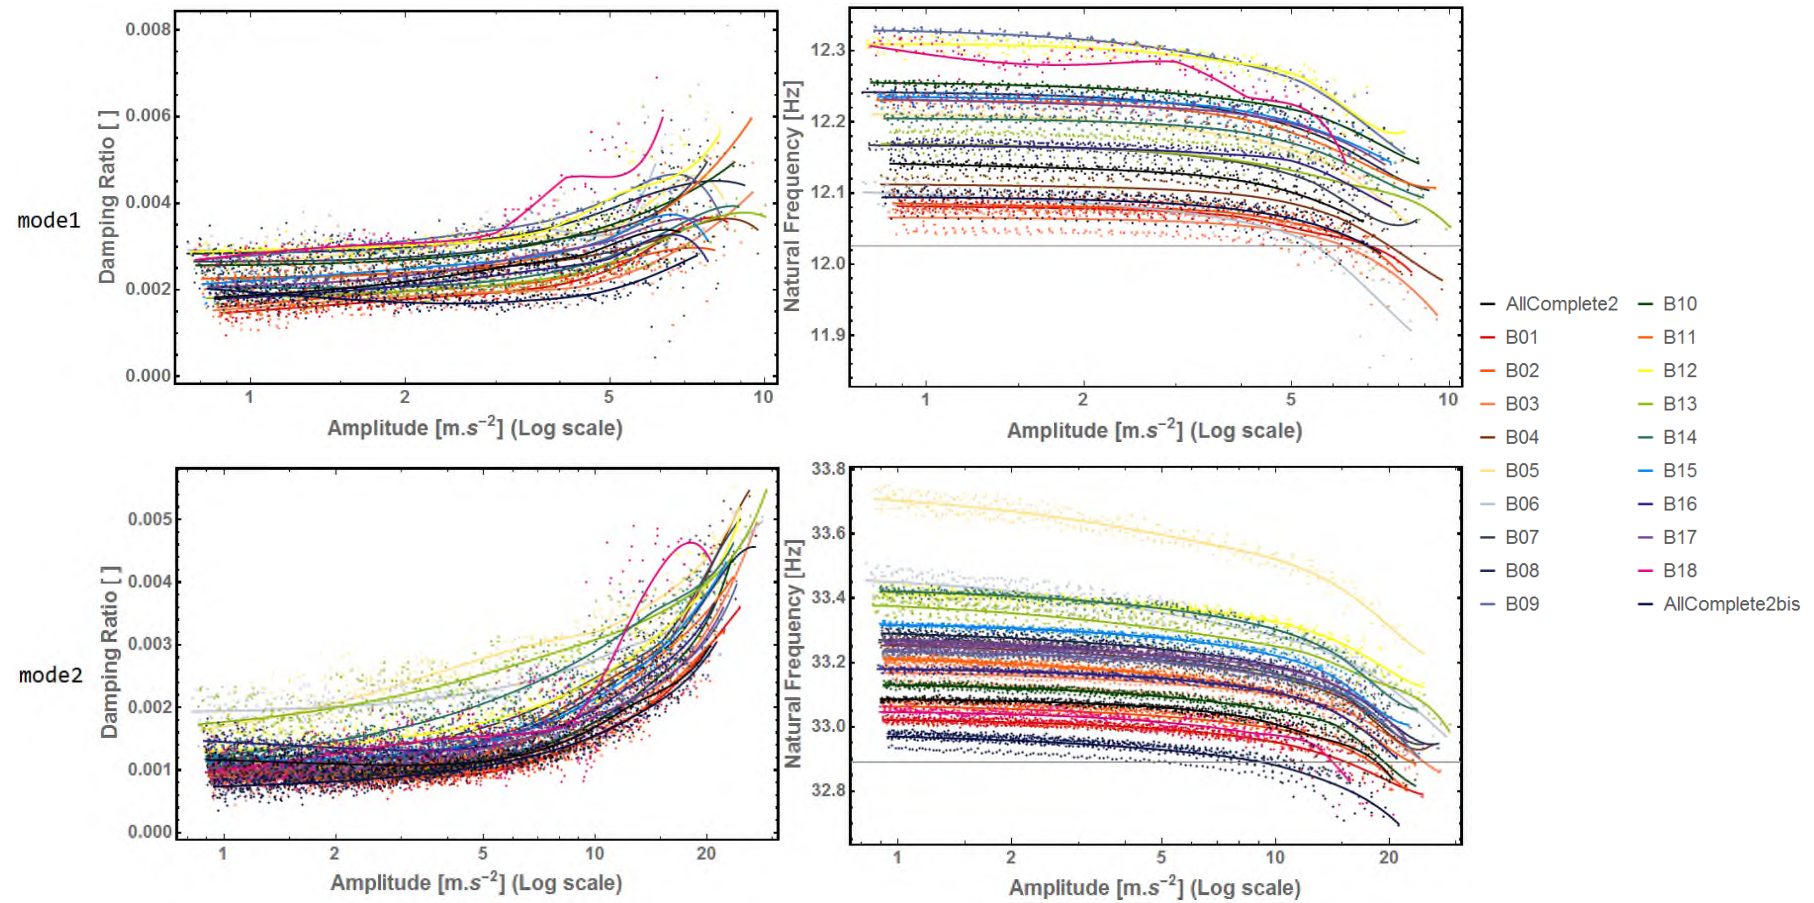 mode1
Damping Ratio [ ]
0.008
0.006
0.004
0.002
0.000
1 2 5 10
Amplitude [m.s⁻²] (Log scale)
Natural Frequency [Hz]
12.3
12.2
12.1
12.0
11.9
1 2 5 10
Amplitude [m.s⁻²] (Log scale)
mode2
Damping Ratio [ ]
0.005
0.004
0.003
0.002
0.001
0.000
1 2 5 10 20
Amplitude [m.s⁻²] (Log scale)
Natural Frequency [Hz]
33.8
33.6
33.4
33.2
33.0
32.8
1 2 5 10 20
Amplitude [m.s⁻²] (Log scale)
AllComplete2 B10
B01 B11
B02 B12
B03 B13
B04 B14
B05 B15
B06 B16
B07 B17
B08 B18
B09 AllComplete2bis